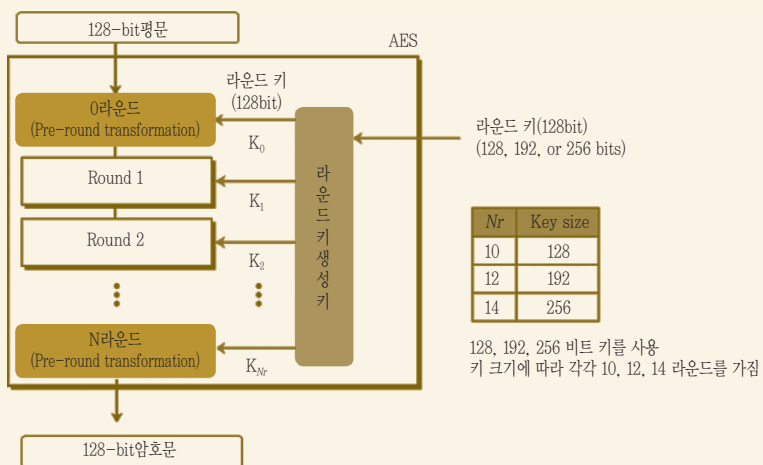 128-bit평문
AES
라운드 키
(128bit)
0라운드
(Pre-round transformation)
K₀
Round 1
K₁
Round 2
K₂
N라운드
(Pre-round transformation)
K_Nr
라운드키생성키
128-bit암호문
라운드 키(128bit)
(128, 192, or 256 bits)
Nr Key size
10 128
12 192
14 256
128, 192, 256 비트 키를 사용
키 크기에 따라 각각 10, 12, 14 라운드를 가짐